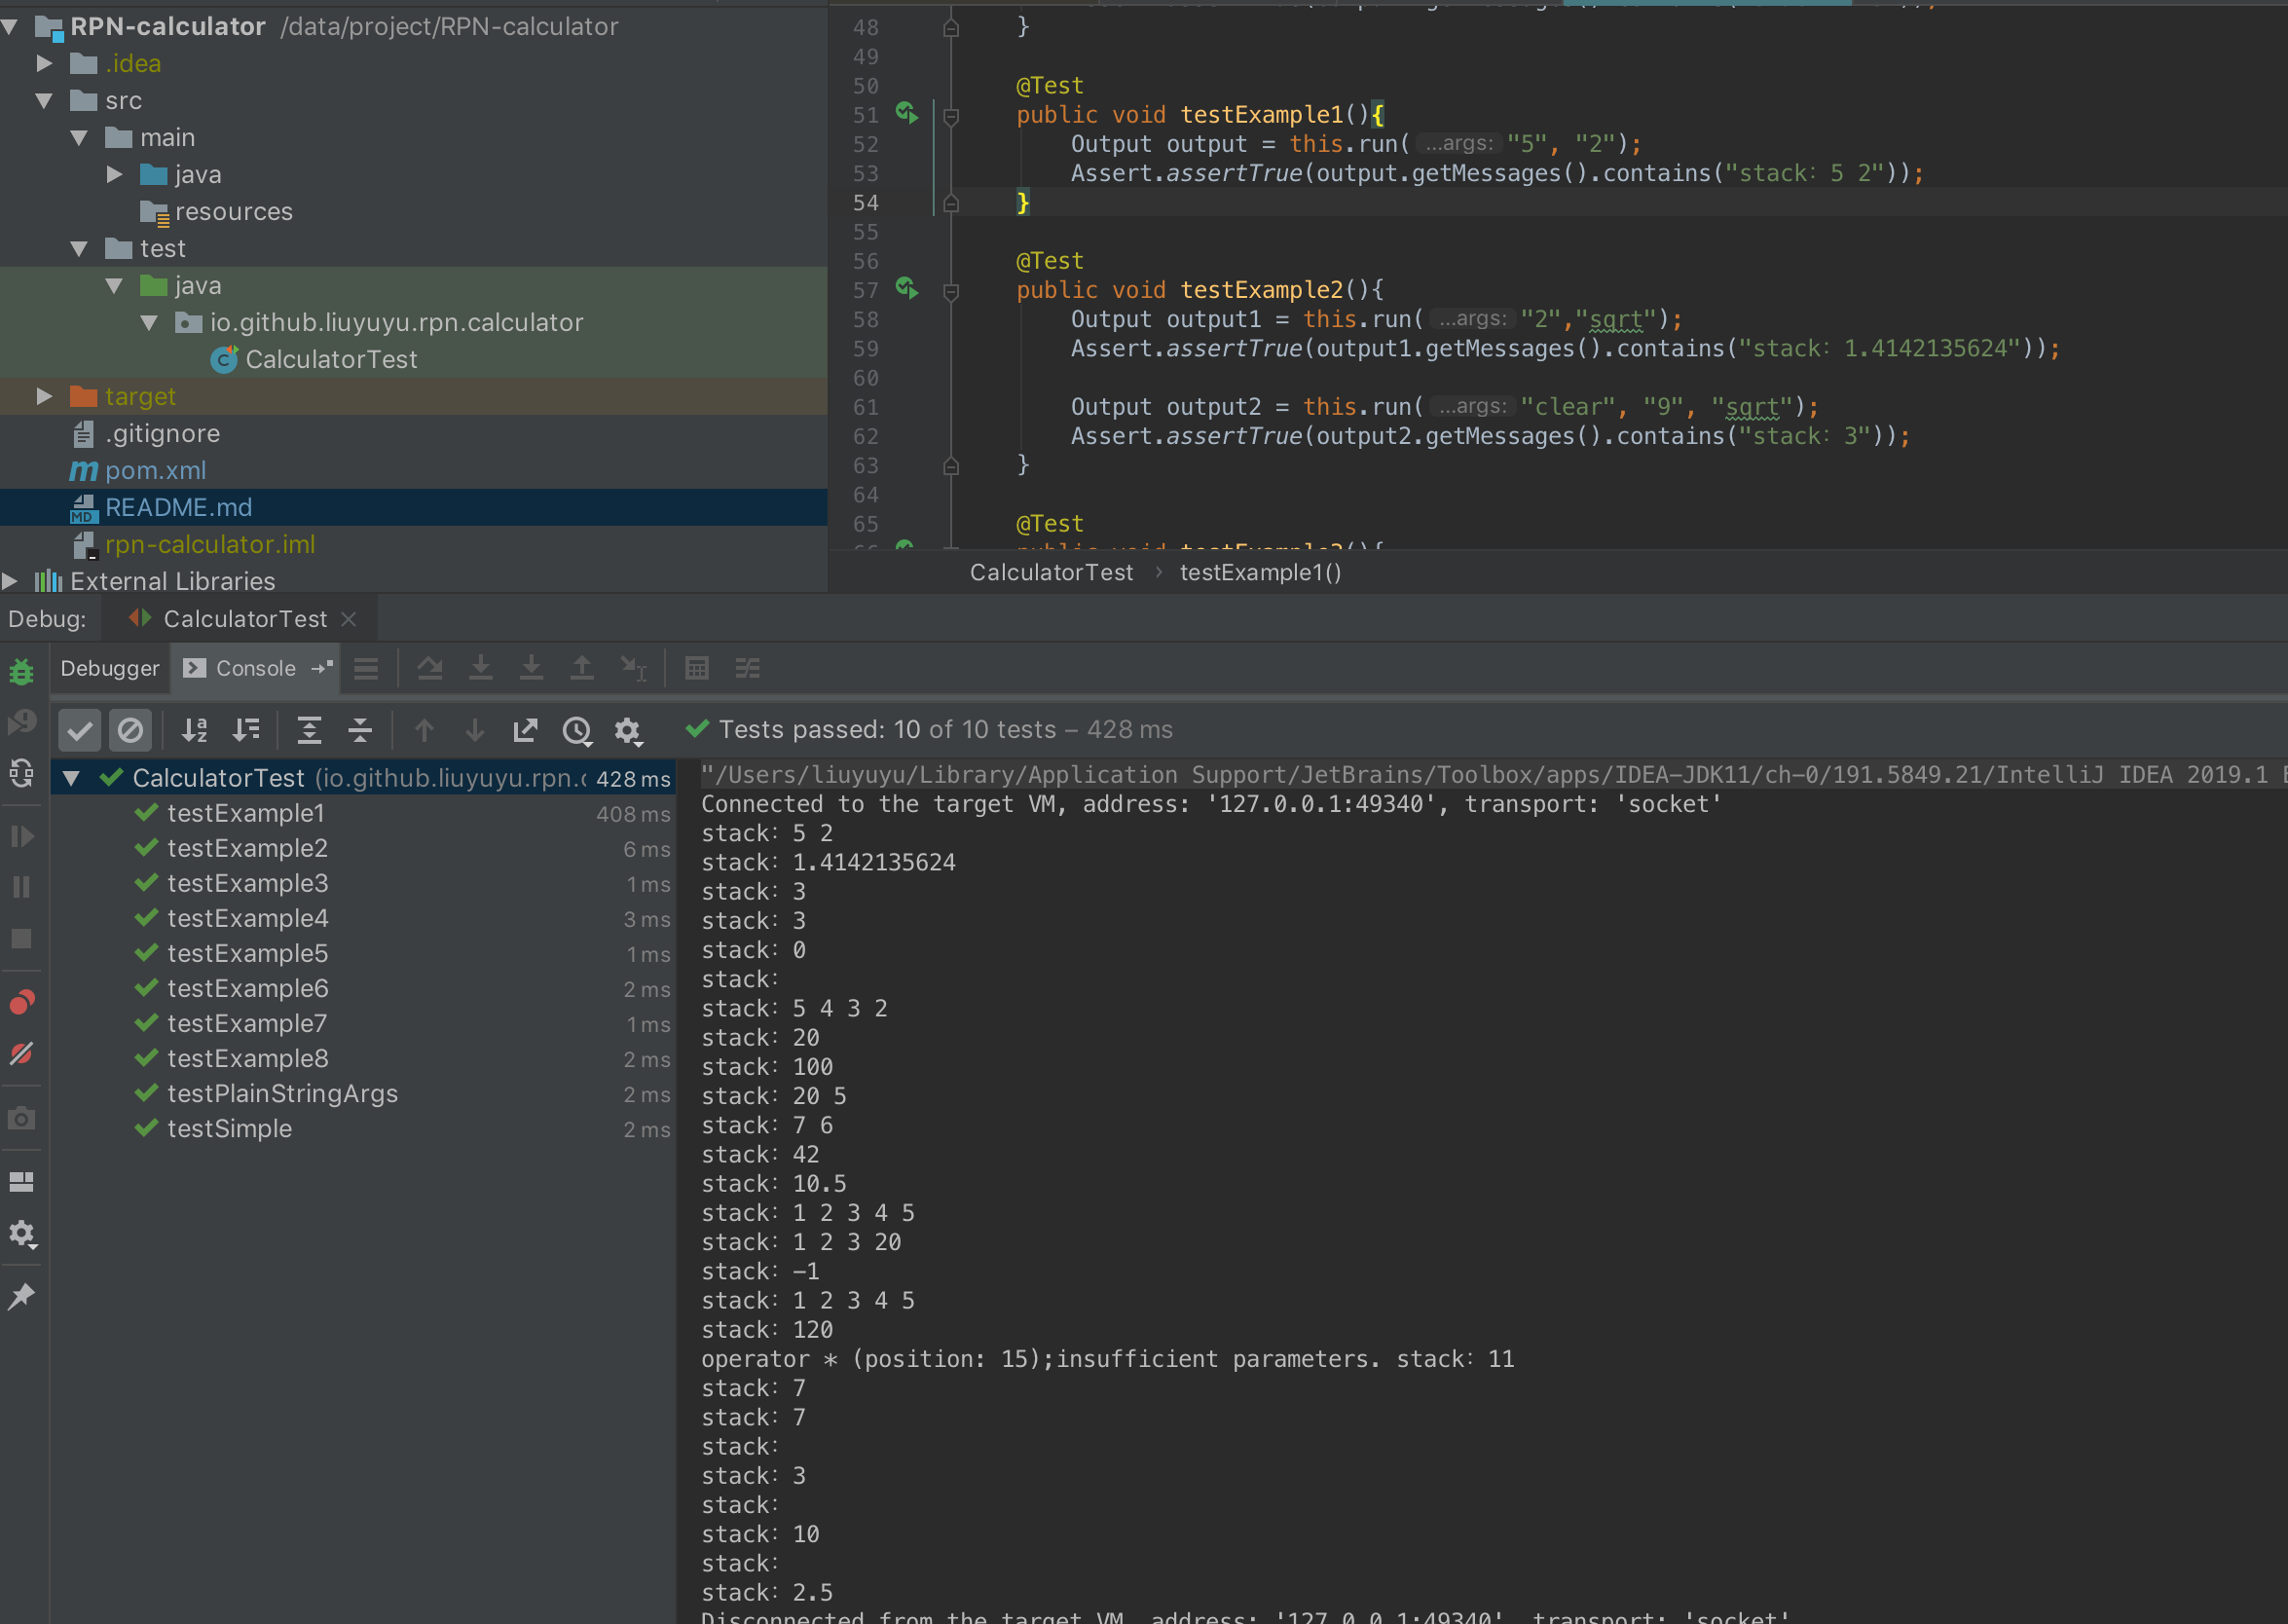 RPN-calculator /data/project/RPN-calculator
.idea
src
main
java
resources
test
java
io.github.liuyuyu.rpn.calculator
CalculatorTest
target
.gitignore
pom.xml
README.md
rpn-calculator.iml
External Libraries
48 }
49
50 @Test
51 public void testExample1(){
52 Output output = this.run( ...args: "5", "2");
53 Assert.assertTrue(output.getMessages().contains("stack: 5 2"));
54 }
55
56 @Test
57 public void testExample2(){
58 Output output1 = this.run( ...args: "2","sqrt");
59 Assert.assertTrue(output1.getMessages().contains("stack: 1.4142135624"));
60
61 Output output2 = this.run( ...args: "clear", "9", "sqrt");
62 Assert.assertTrue(output2.getMessages().contains("stack: 3"));
63 }
64
65 @Test
CalculatorTest › testExample1()
Debug: CalculatorTest
Debugger Console
Tests passed: 10 of 10 tests – 428 ms
CalculatorTest (io.github.liuyuyu.rpn.c 428 ms
testExample1 408 ms
testExample2 6 ms
testExample3 1 ms
testExample4 3 ms
testExample5 1 ms
testExample6 2 ms
testExample7 1 ms
testExample8 2 ms
testPlainStringArgs 2 ms
testSimple 2 ms
"/Users/liuyuyu/Library/Application Support/JetBrains/Toolbox/apps/IDEA-JDK11/ch-0/191.5849.21/IntelliJ IDEA 2019.1
Connected to the target VM, address: '127.0.0.1:49340', transport: 'socket'
stack: 5 2
stack: 1.4142135624
stack: 3
stack: 3
stack: 0
stack:
stack: 5 4 3 2
stack: 20
stack: 100
stack: 20 5
stack: 7 6
stack: 42
stack: 10.5
stack: 1 2 3 4 5
stack: 1 2 3 20
stack: -1
stack: 1 2 3 4 5
stack: 120
operator * (position: 15);insufficient parameters. stack: 11
stack: 7
stack: 7
stack:
stack: 3
stack:
stack: 10
stack:
stack: 2.5
Disconnected from the target VM, address: '127.0.0.1:49340', transport: 'socket'